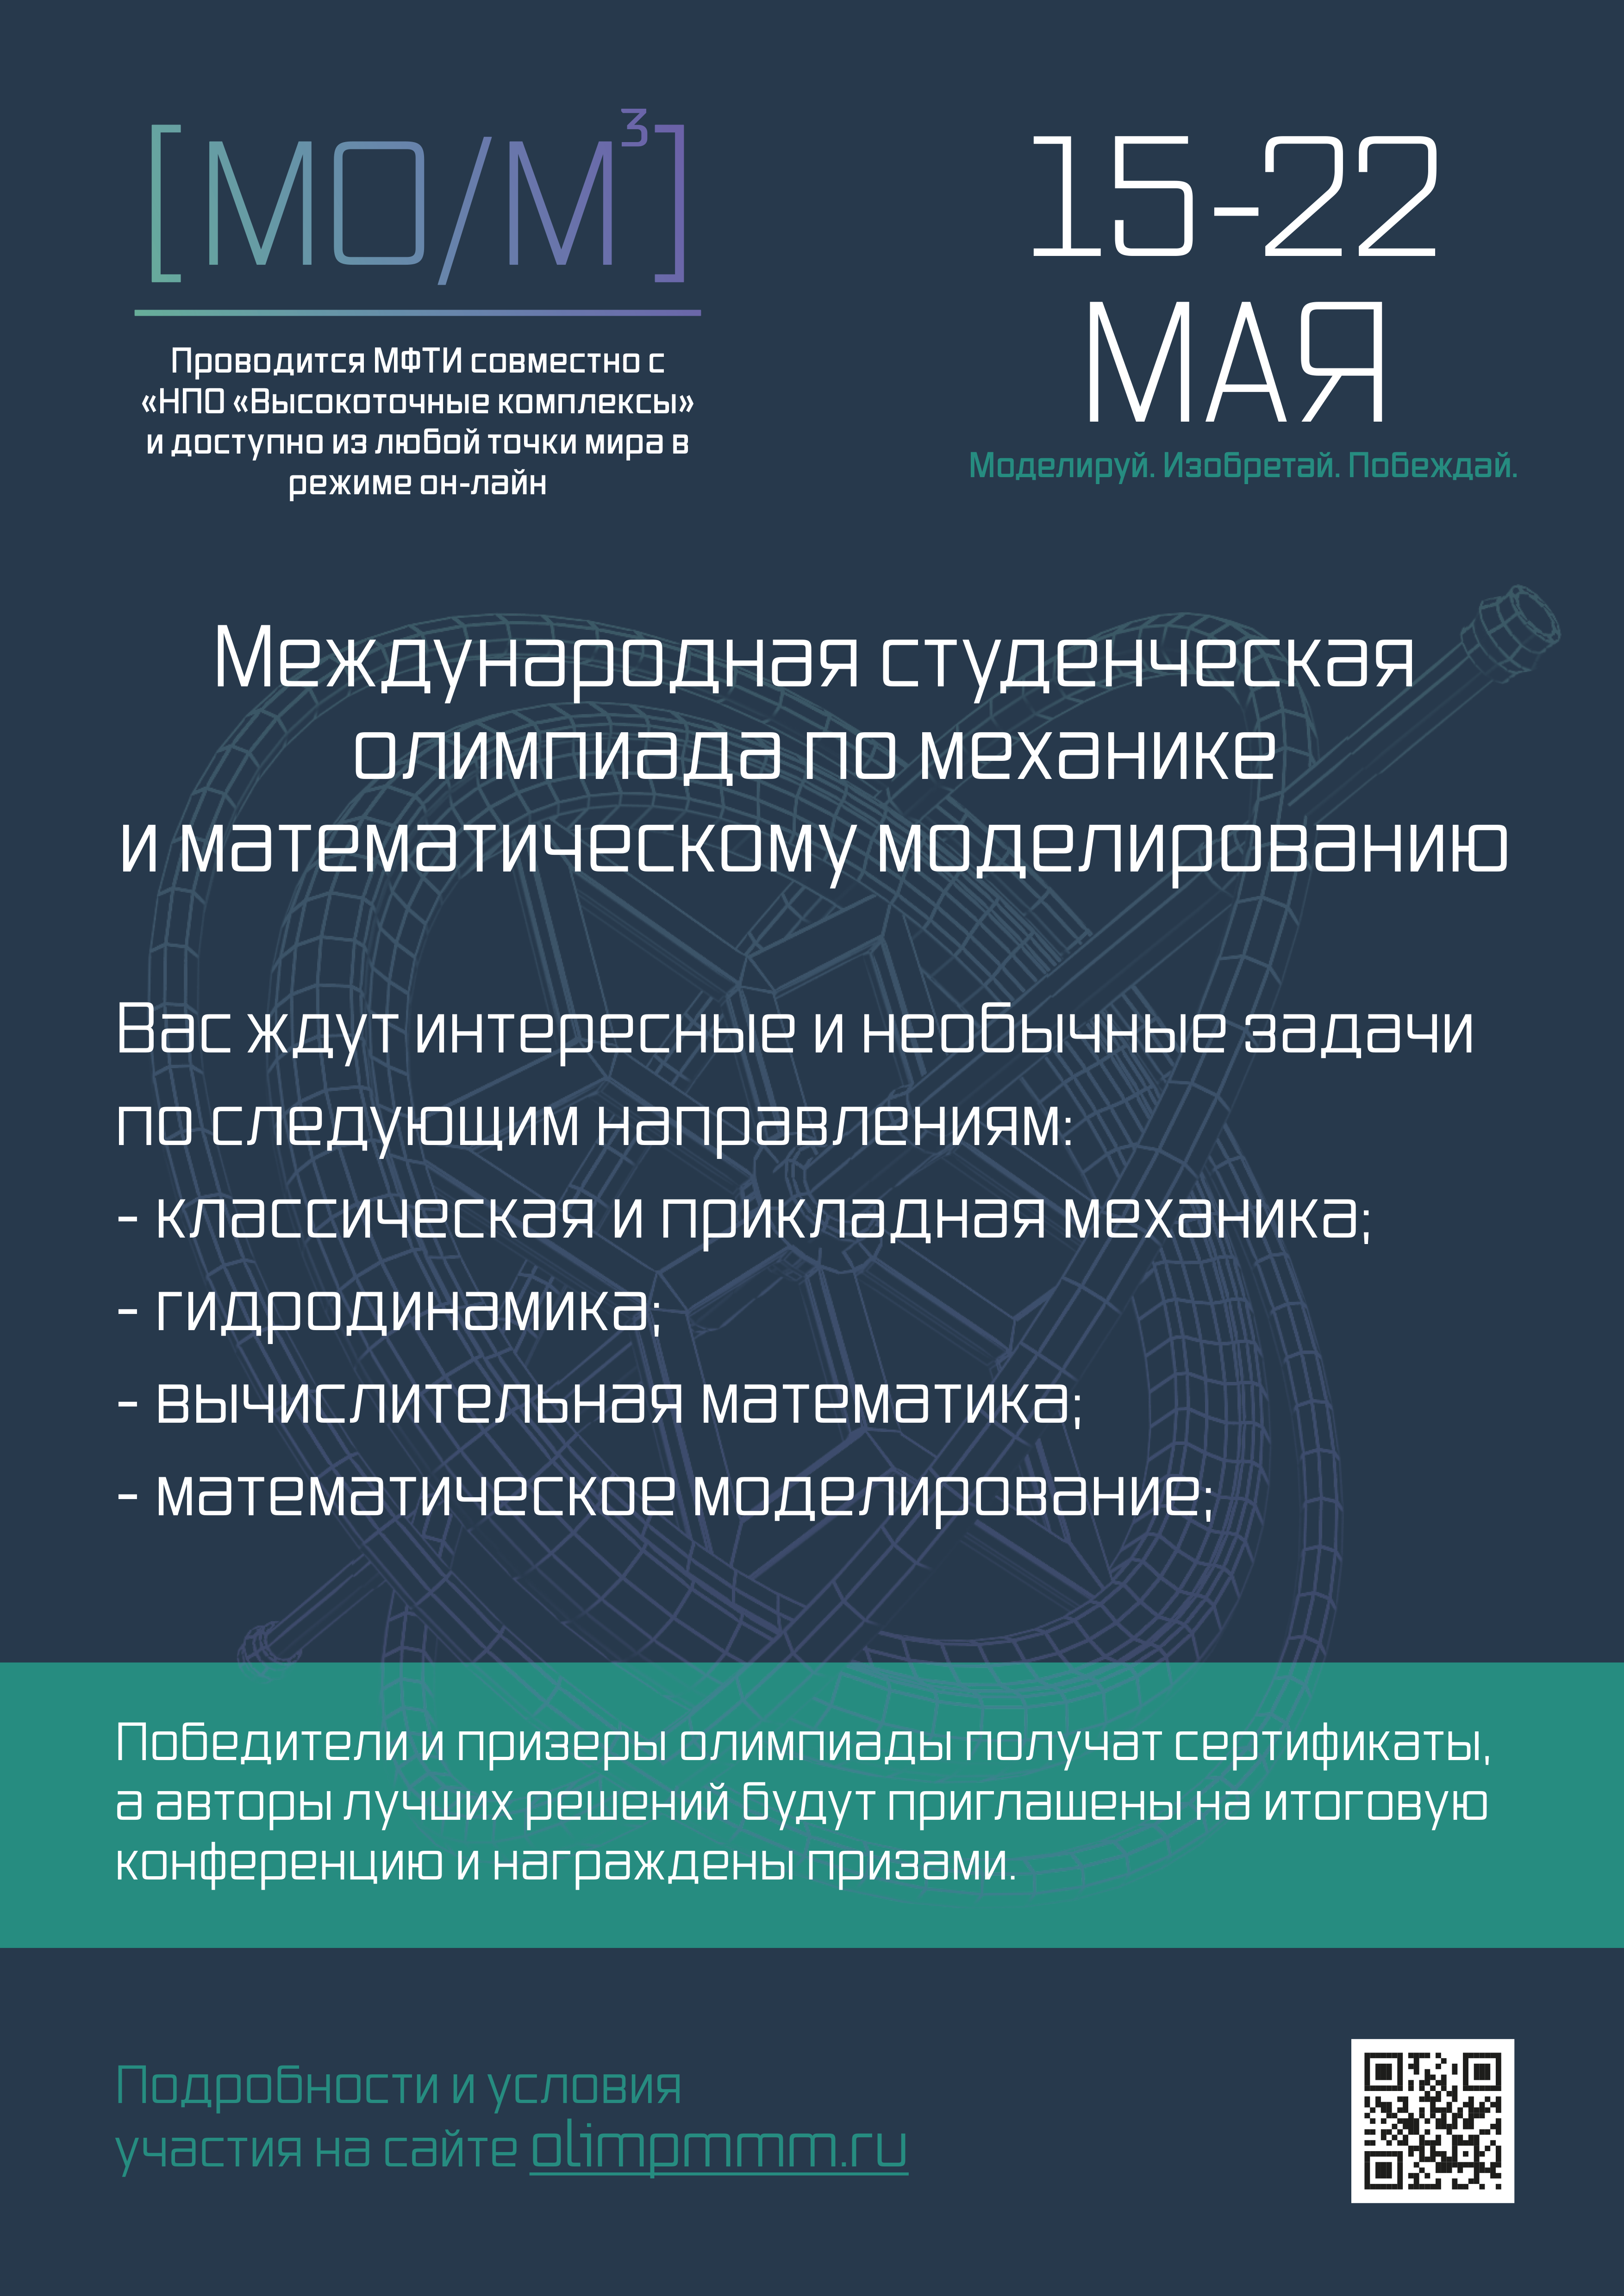 [МО/М³]
Проводится МФТИ совместно с
«НПО «Высокоточные комплексы»
и доступно из любой точки мира в
режиме он-лайн
15-22
МАЯ
Моделируй. Изобретай. Побеждай.
Международная студенческая
олимпиада по механике
и математическому моделированию
Вас ждут интересные и необычные задачи
по следующим направлениям:
- классическая и прикладная механика;
- гидродинамика;
- вычислительная математика;
- математическое моделирование;
Победители и призеры олимпиады получат сертификаты,
а авторы лучших решений будут приглашены на итоговую
конференцию и награждены призами.
Подробности и условия
участия на сайте olimpmmm.ru